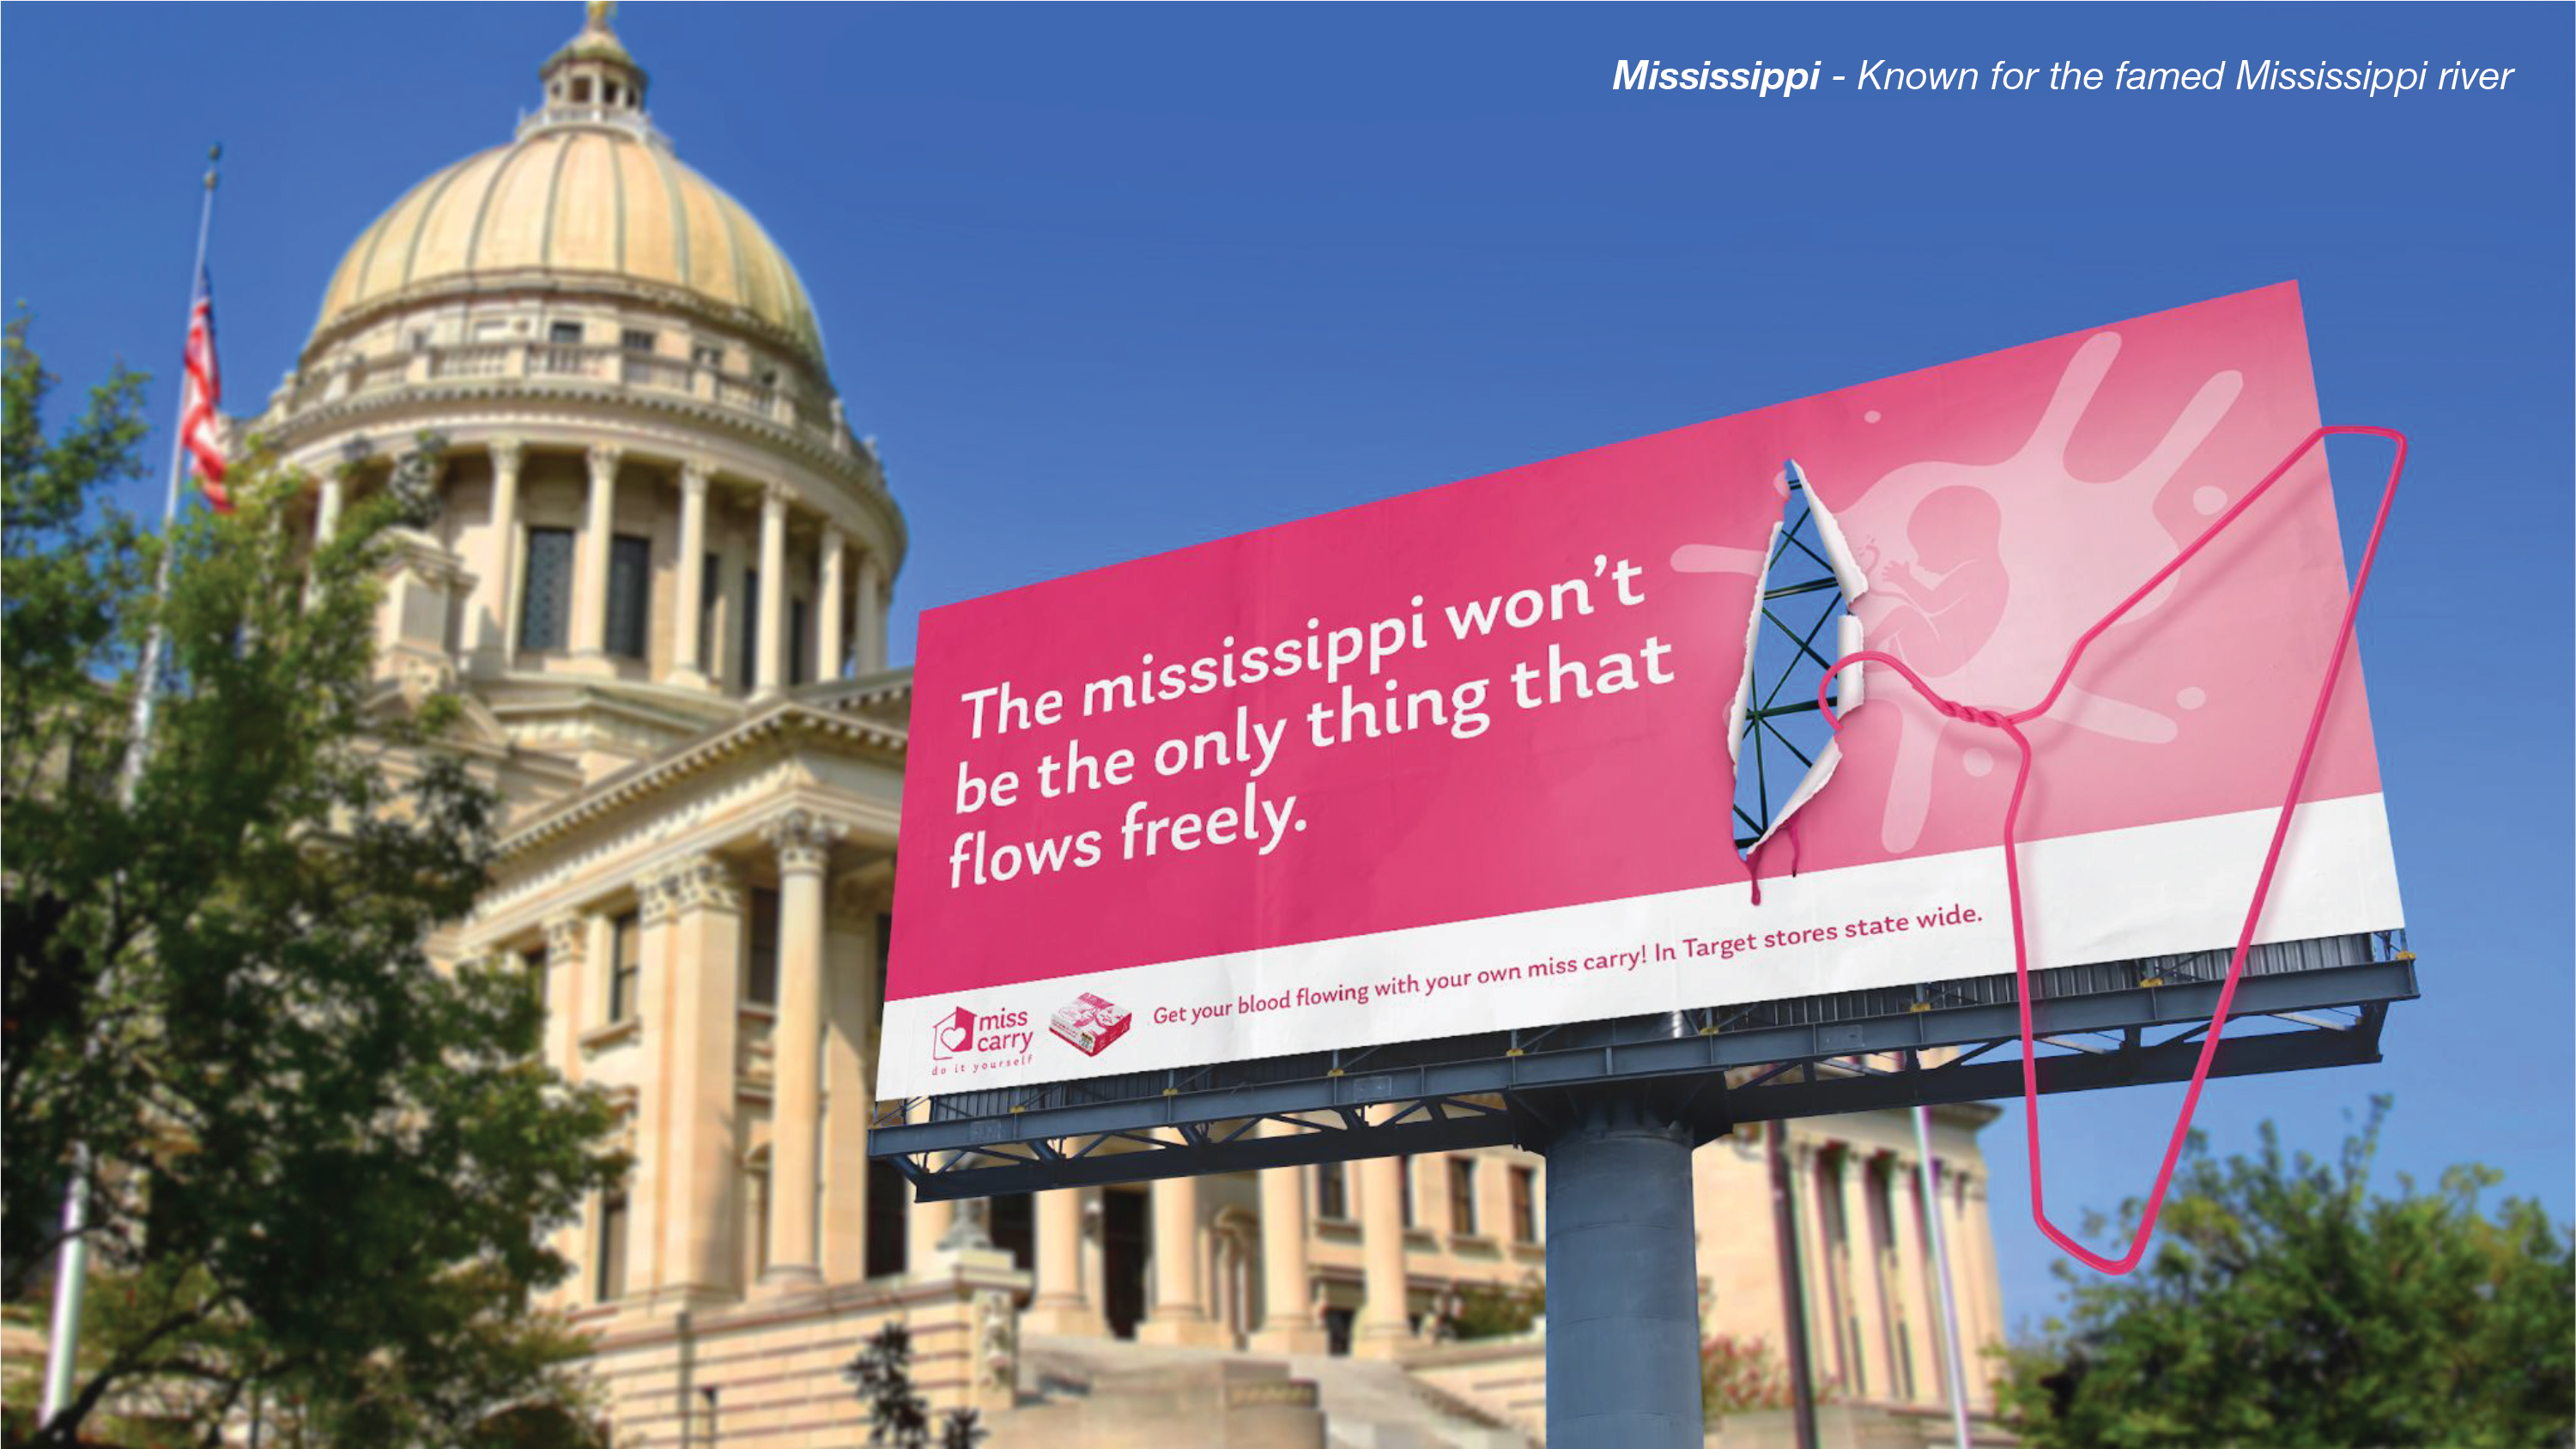 Mississippi - Known for the famed Mississippi river
The mississippi won't
be the only thing that
flows freely.
miss
carry
do it yourself
Get your blood flowing with your own miss carry! In Target stores state wide.